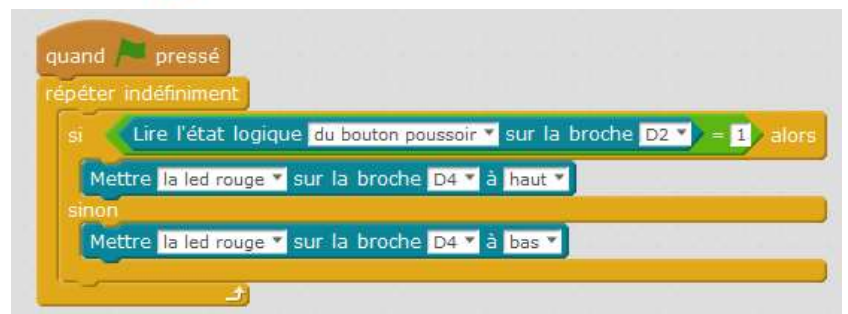 quand pressé
répéter indéfiniment
si Lire l'état logique du bouton poussoir sur la broche D2 = 1 alors
Mettre la led rouge sur la broche D4 à haut
sinon
Mettre la led rouge sur la broche D4 à bas